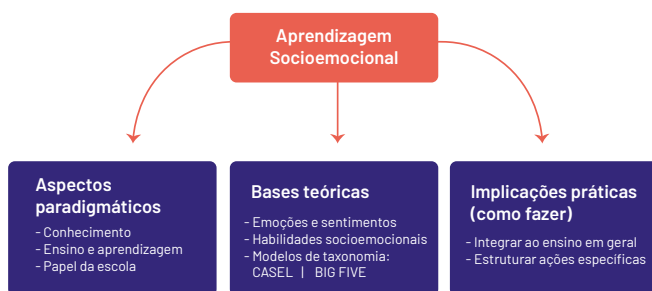 Aprendizagem
Socioemocional
Aspectos
paradigmáticos
- Conhecimento
- Ensino e aprendizagem
- Papel da escola
Bases teóricas
- Emoções e sentimentos
- Habilidades socioemocionais
- Modelos de taxonomia:
CASEL | BIG FIVE
Implicações práticas
(como fazer)
- Integrar ao ensino em geral
- Estruturar ações específicas